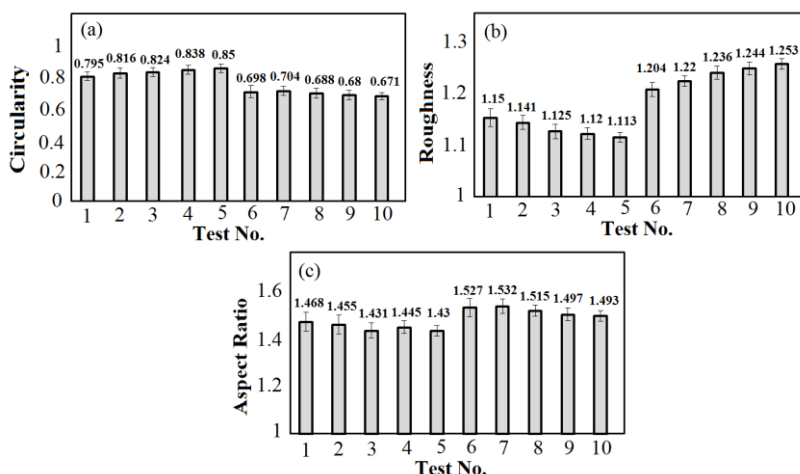 (a)
Circularity
1
0.8
0.6
0.4
0.2
0
0.795 0.816 0.824 0.838 0.85 0.698 0.704 0.688 0.68 0.671
1 2 3 4 5 6 7 8 9 10
Test No.
(b)
Roughness
1.3
1.2
1.1
1
1.15 1.141 1.125 1.12 1.113 1.204 1.22 1.236 1.244 1.253
1 2 3 4 5 6 7 8 9 10
Test No.
(c)
Aspect Ratio
1.6
1.4
1.2
1
1.468 1.455 1.431 1.445 1.43 1.527 1.532 1.515 1.497 1.493
1 2 3 4 5 6 7 8 9 10
Test No.